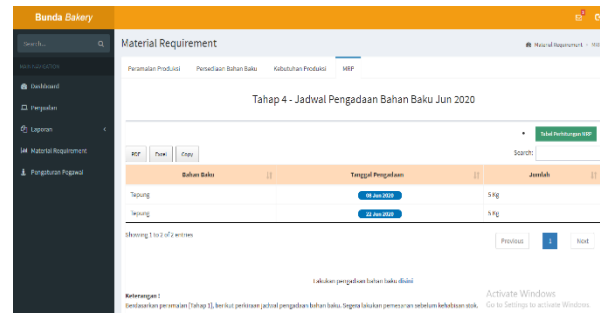 Bunda Bakery
Search...
Material Requirement
Material Requirement
MAIN NAVIGATION
Peramalan Produksi Persediaan Bahan Baku Kebutuhan Produksi MRP
Dashboard
Penjualan
Laporan
Material Requirement
Pengaturan Pegawai
Tahap 4 - Jadwal Pengadaan Bahan Baku Jun 2020
Tabel Perhitungan MRP
PDF Excel Copy
Search:
Bahan Baku Tanggal Pengadaan Jumlah
Tepung 08 Jun 2020 5 Kg
Tepung 22 Jun 2020 5 Kg
Showing 1 to 2 of 2 entries
Previous 1 Next
Lakukan pengadaan bahan baku disini
Keterangan !
Berdasarkan peramalan [Tahap 1], berikut perkiraan jadwal pengadaan bahan baku. Segera lakukan pemesanan sebelum kehabisan stok.
Activate Windows
Go to Settings to activate Windows.